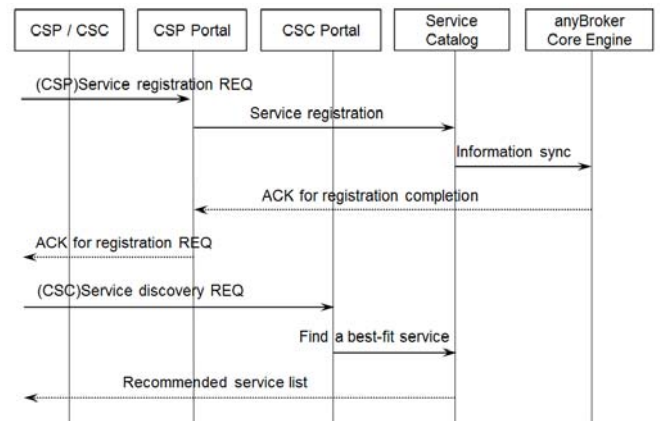 CSP / CSC
CSP Portal
CSC Portal
Service
Catalog
anyBroker
Core Engine
(CSP)Service registration REQ
Service registration
Information sync
ACK for registration completion
ACK for registration REQ
(CSC)Service discovery REQ
Find a best-fit service
Recommended service list